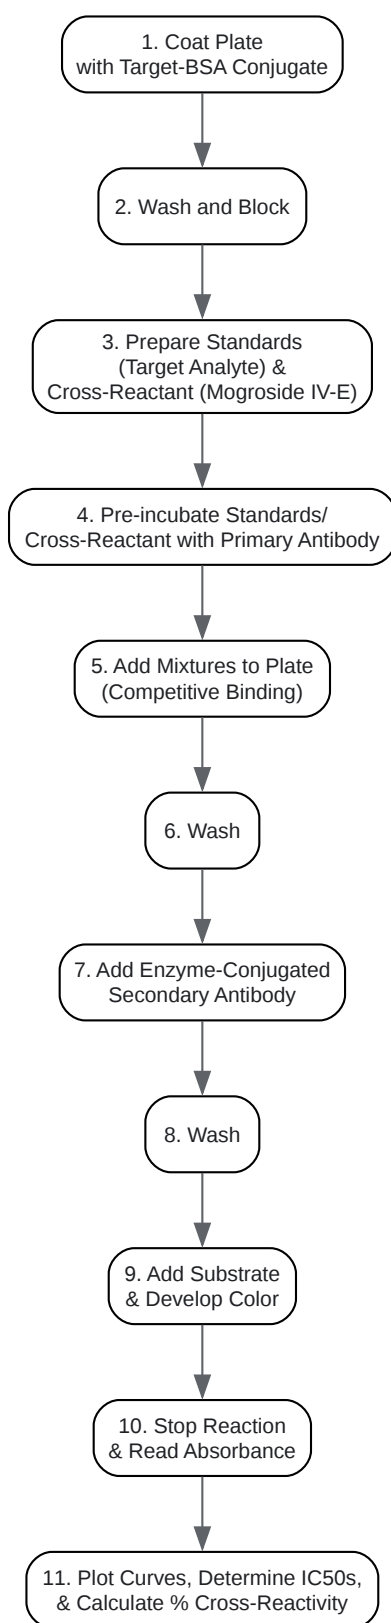 1. Coat Plate
with Target-BSA Conjugate
2. Wash and Block
3. Prepare Standards
(Target Analyte) &
Cross-Reactant (Mogroside IV-E)
4. Pre-incubate Standards/
Cross-Reactant with Primary Antibody
5. Add Mixtures to Plate
(Competitive Binding)
6. Wash
7. Add Enzyme-Conjugated
Secondary Antibody
8. Wash
9. Add Substrate
& Develop Color
10. Stop Reaction
& Read Absorbance
11. Plot Curves, Determine IC50s,
& Calculate % Cross-Reactivity